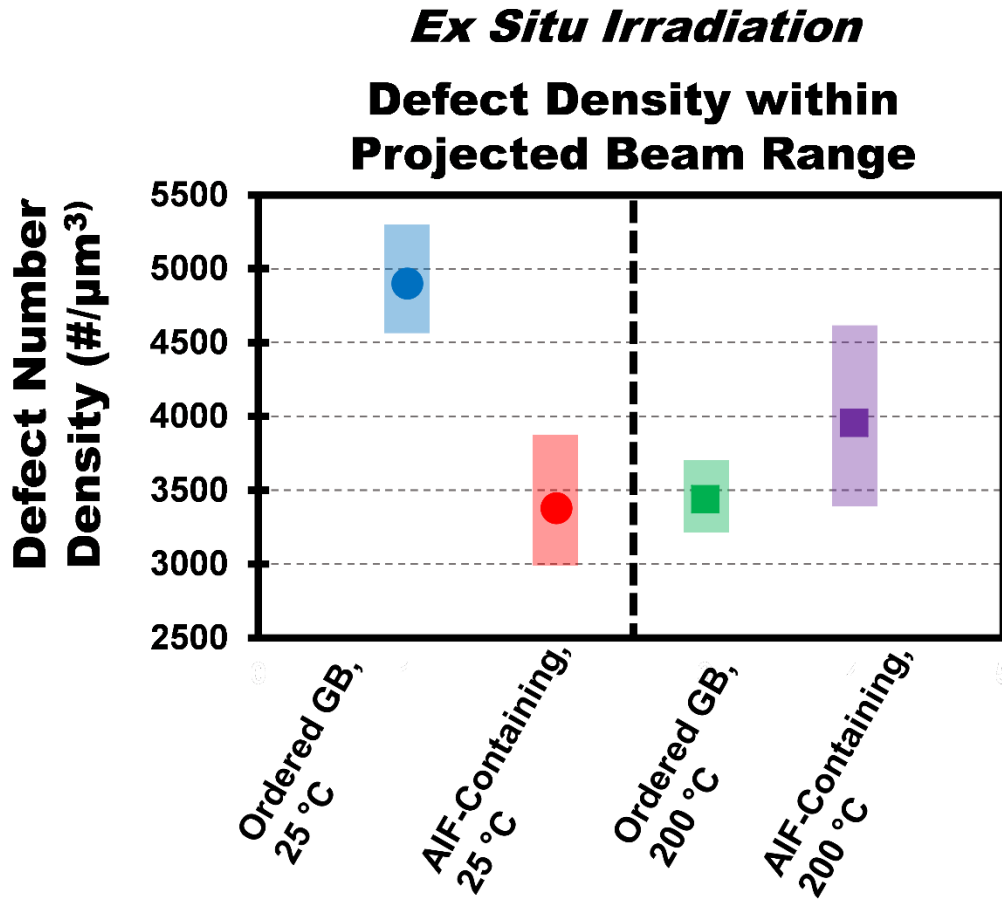 Ex Situ Irradiation
Defect Density within
Projected Beam Range
Defect Number
Density (#/µm³)
5500
5000
4500
4000
3500
3000
2500
Ordered GB,
25 °C
AIF-Containing,
25 °C
Ordered GB,
200 °C
AIF-Containing,
200 °C